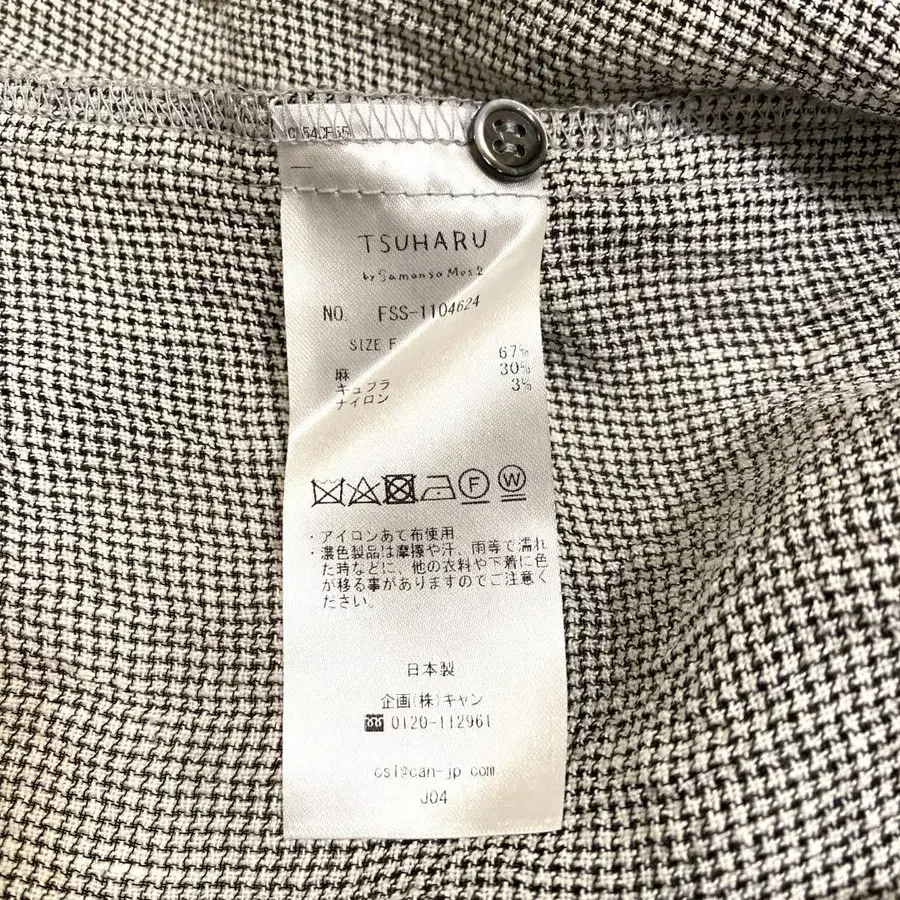 TSUHARU
by Samansa Mos2
NO. FSS-1104624
SIZE F
麻 67%
キュプラ 30%
ナイロン 3%
F W
・アイロンあて布使用
・濃色製品は摩擦や汗、雨等で濡れ
た時などに、他の衣料や下着に色
が移る事がありますのでご注意く
ださい。
日本製
企画(株)キャン
0120-112961
csl@can-jp com
J04